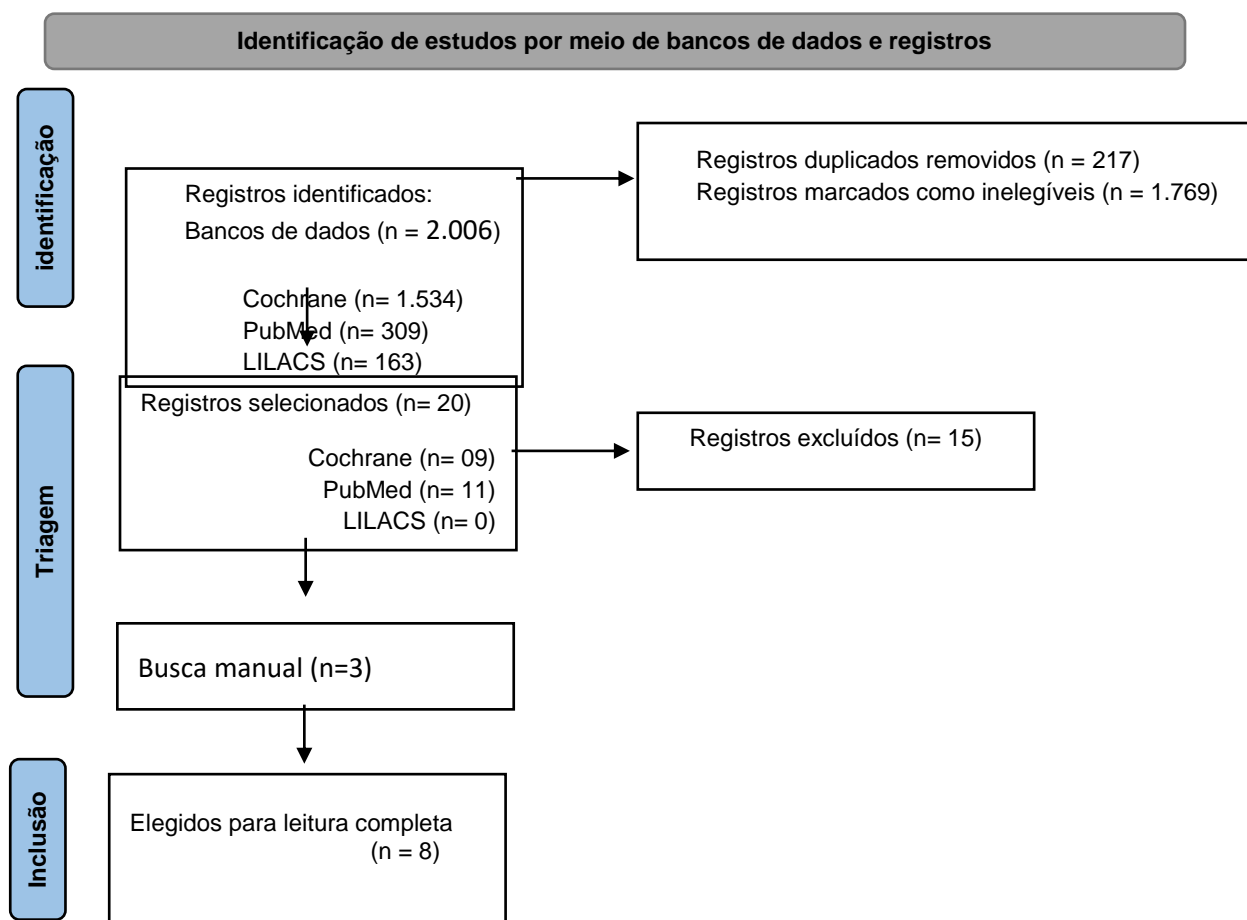 Identificação de estudos por meio de bancos de dados e registros
identificação
Registros identificados:
Bancos de dados (n = 2.006)
Cochrane (n= 1.534)
PubMed (n= 309)
LILACS (n= 163)
Registros duplicados removidos (n = 217)
Registros marcados como inelegíveis (n = 1.769)
Triagem
Registros selecionados (n= 20)
Cochrane (n= 09)
PubMed (n= 11)
LILACS (n= 0)
Registros excluídos (n= 15)
Busca manual (n=3)
Inclusão
Elegidos para leitura completa
(n = 8)